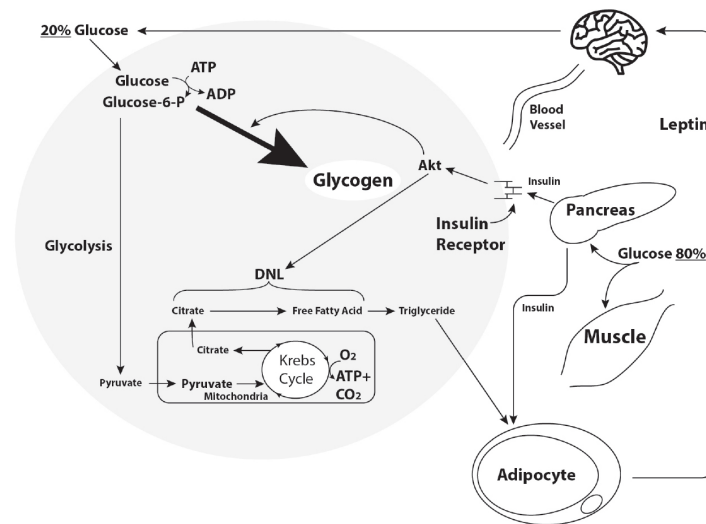 20% Glucose
ATP
Glucose
ADP
Glucose-6-P
Blood
Vessel
Leptin
Akt
Insulin
Glycogen
Pancreas
Insulin
Receptor
Glycolysis
Glucose 80%
DNL
Insulin
Citrate
Free Fatty Acid
Triglyceride
Muscle
Citrate
Krebs
Cycle
O2
ATP+
CO2
Pyruvate
Pyruvate
Mitochondria
Adipocyte